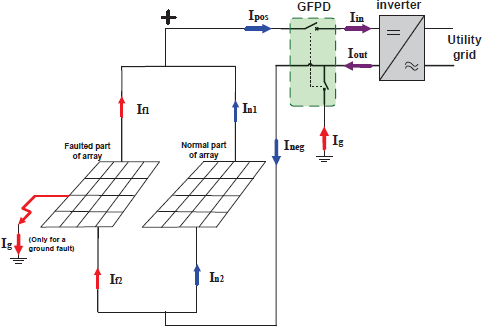 GFPD
inverter
+
Ipos
Iin
Iout
Utility
grid
If1
In1
Ineg
Ig
Faulted part
of array
Normal part
of array
Ig
(Only for a
ground fault)
If2
In2